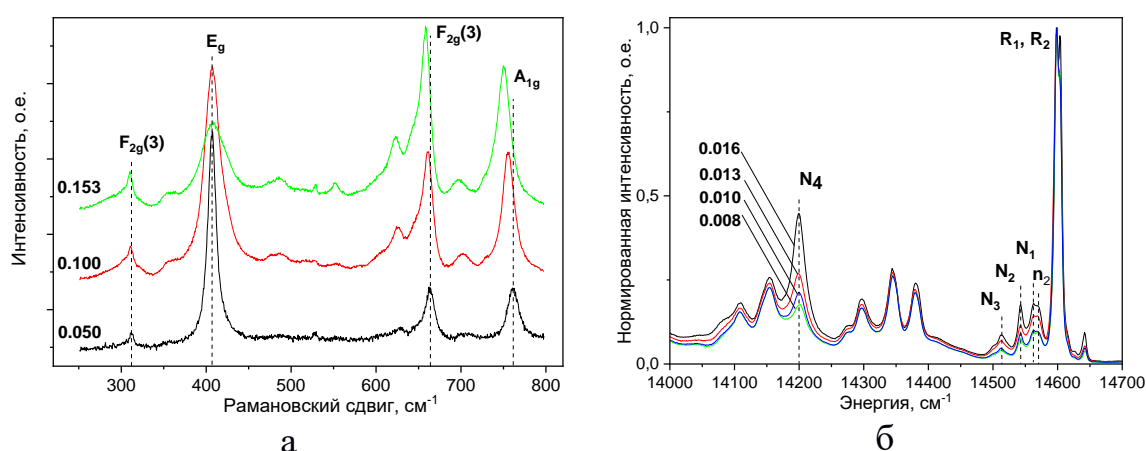 Интенсивность, о.е.
F2g(3)
Eg
F2g(3)
A1g
0.153
0.100
0.050
300 400 500 600 700 800
Рамановский сдвиг, см-1
а
Нормированная интенсивность, о.е.
1,0
0,5
0,0
R1, R2
0.016
0.013
0.010
0.008
N4
N3
N2
N1
n2
14000 14100 14200 14300 14400 14500 14600 14700
Энергия, см-1
б